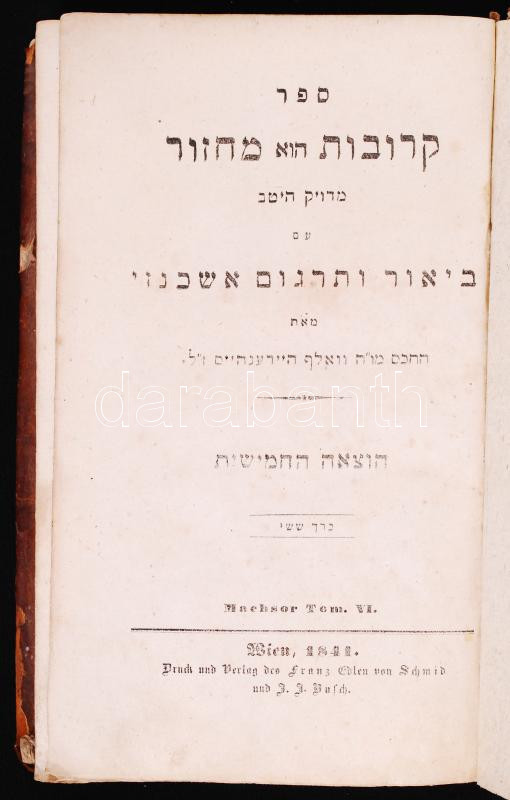 ספר
קרובות הוא מחזור
מדויק היטב
עם
ביאור ותרגום אשכנזי
מאת
החכם מו"ה וואלף היידענהיים ז"ל.
הוצאה החמישית
כרך ששי
Machsor Tom. VI.
Wien, 1841.
Druck und Verlag des Franz Edlen von Schmid
und J. J. Busch.
darabanth